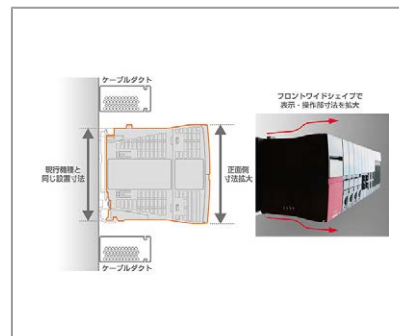 ケーブルダクト
フロントワイドシェイプで
表示・操作部寸法を拡大
現行機種と
同じ設置寸法
正面側
寸法拡大
ケーブルダクト